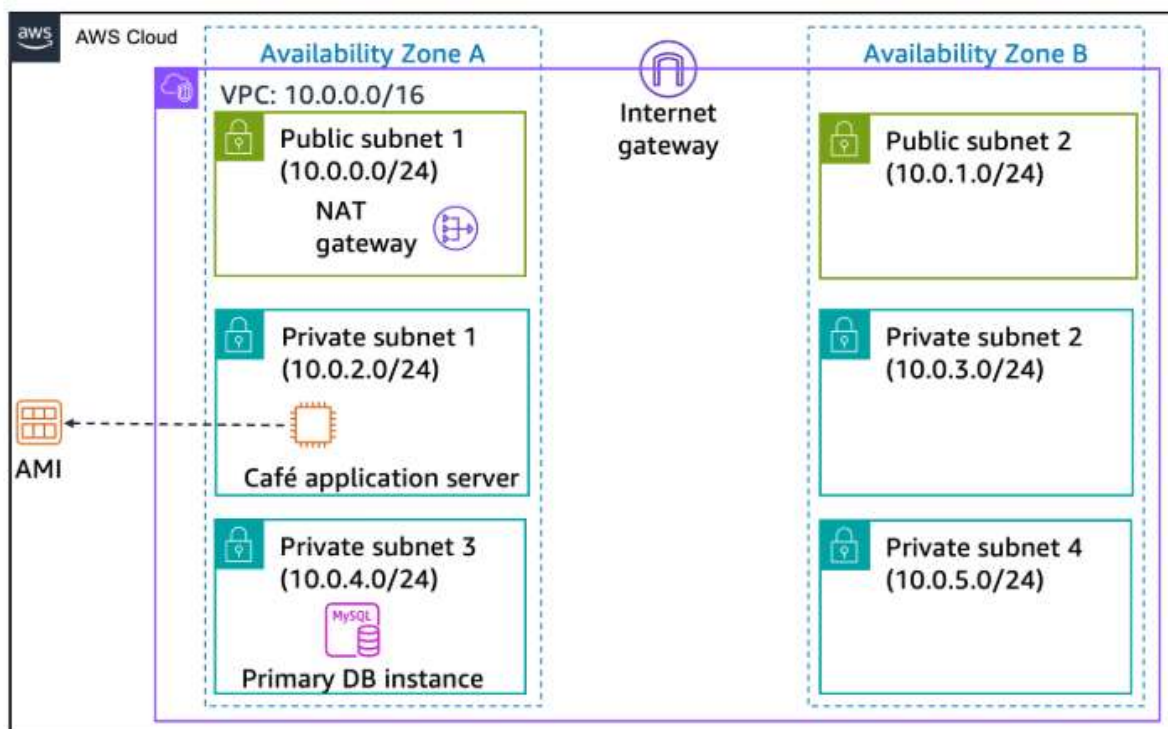 aws
AWS Cloud
Availability Zone A
Availability Zone B
VPC: 10.0.0.0/16
Internet
gateway
Public subnet 1
(10.0.0.0/24)
NAT
gateway
Public subnet 2
(10.0.1.0/24)
Private subnet 1
(10.0.2.0/24)
Café application server
Private subnet 2
(10.0.3.0/24)
AMI
Private subnet 3
(10.0.4.0/24)
MySQL
Primary DB instance
Private subnet 4
(10.0.5.0/24)